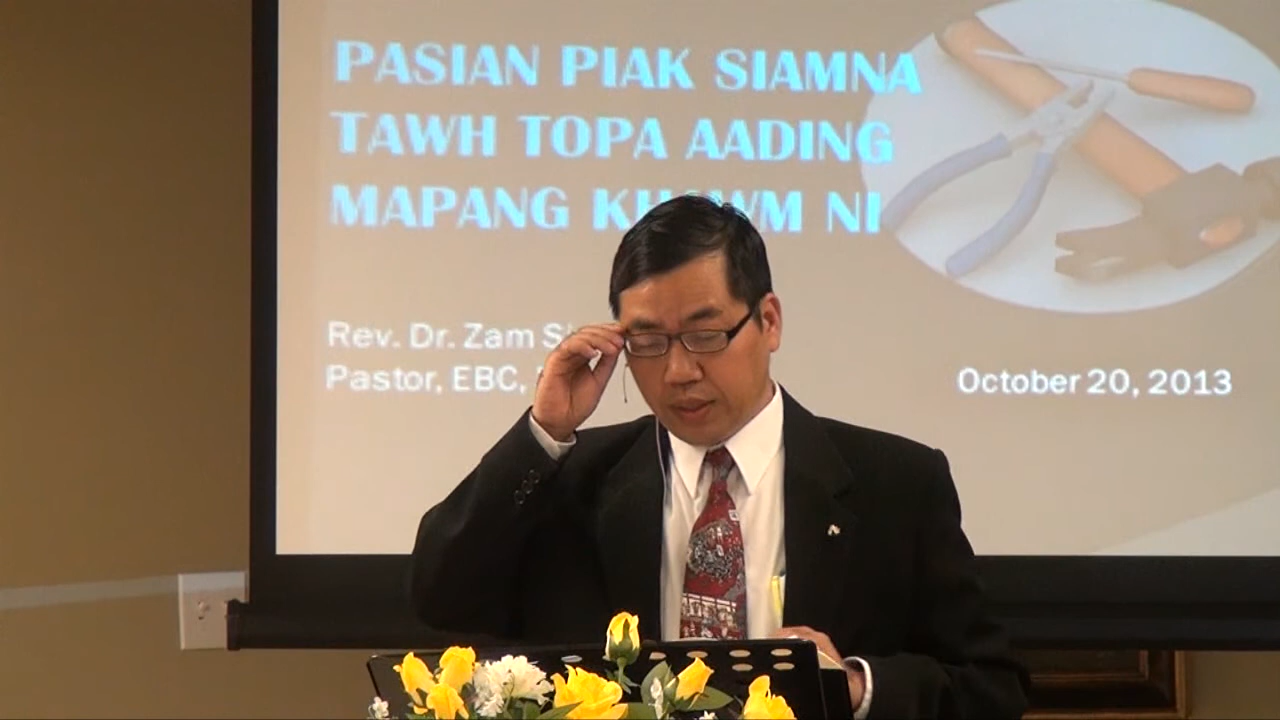 PASIAN PIAK SIAMNA
TAWH TOPA AADING
MAPANG NI
Rev. Dr. Zam
Pastor, EBC,
October 20, 2013